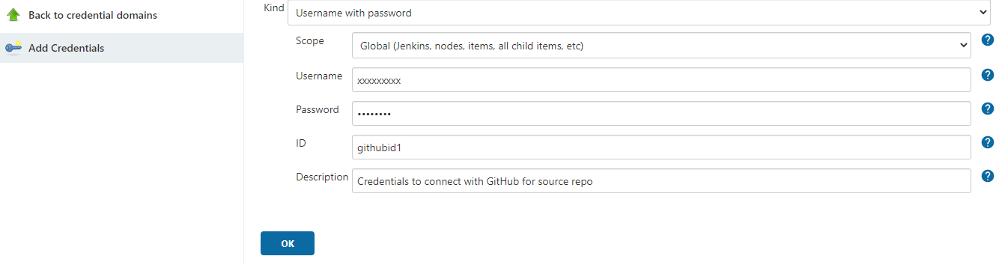 Back to credential domains
Add Credentials
Kind Username with password
Scope Global (Jenkins, nodes, items, all child items, etc) ?
Username xxxxxxxxx ?
Password •••••••• ?
ID githubid1 ?
Description Credentials to connect with GitHub for source repo ?
OK